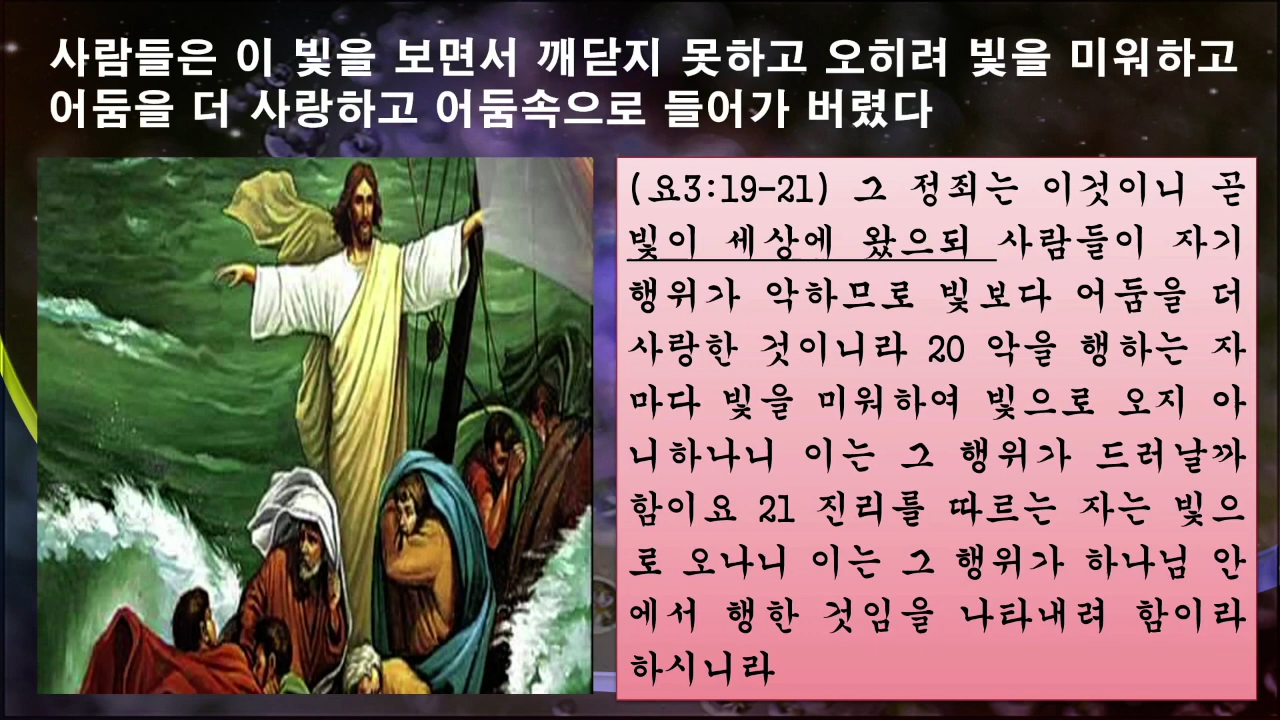 사람들은 이 빛을 보면서 깨닫지 못하고 오히려 빛을 미워하고
어둠을 더 사랑하고 어둠속으로 들어가 버렸다
(요3:19-21) 그 정죄는 이것이니 곧
빛이 세상에 왔으되 사람들이 자기
행위가 악하므로 빛보다 어둠을 더
사랑한 것이니라 20 악을 행하는 자
마다 빛을 미워하여 빛으로 오지 아
니하나니 이는 그 행위가 드러날까
함이요 21 진리를 따르는 자는 빛으
로 오나니 이는 그 행위가 하나님 안
에서 행한 것임을 나타내려 함이라
하시니라